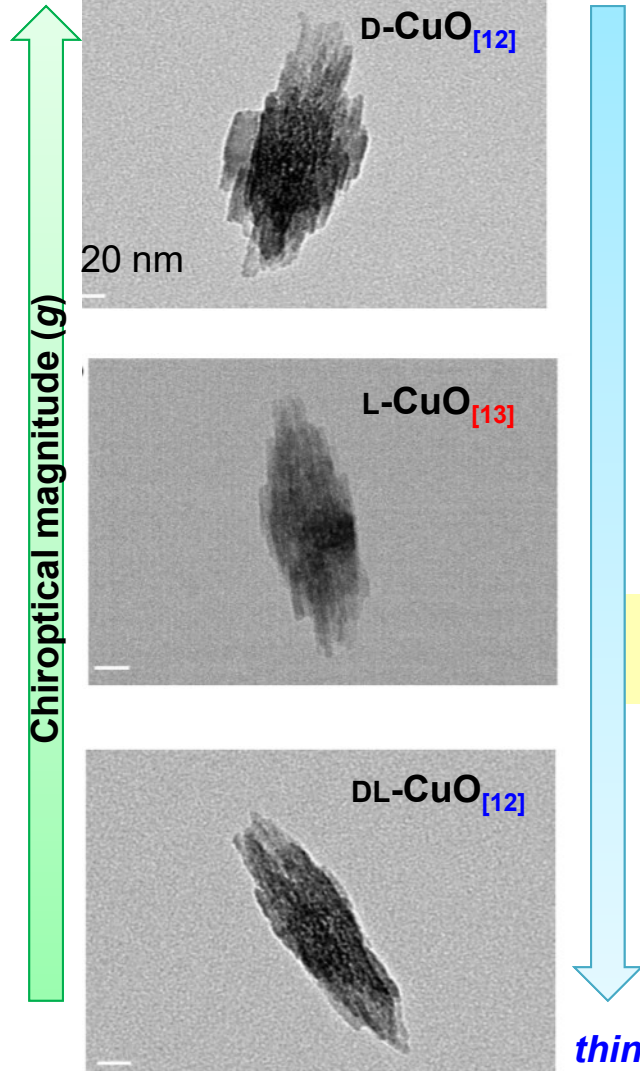 D-CuO[12]
20 nm
Chiroptical magnitude (g)
L-CuO[13]
DL-CuO[12]
thin